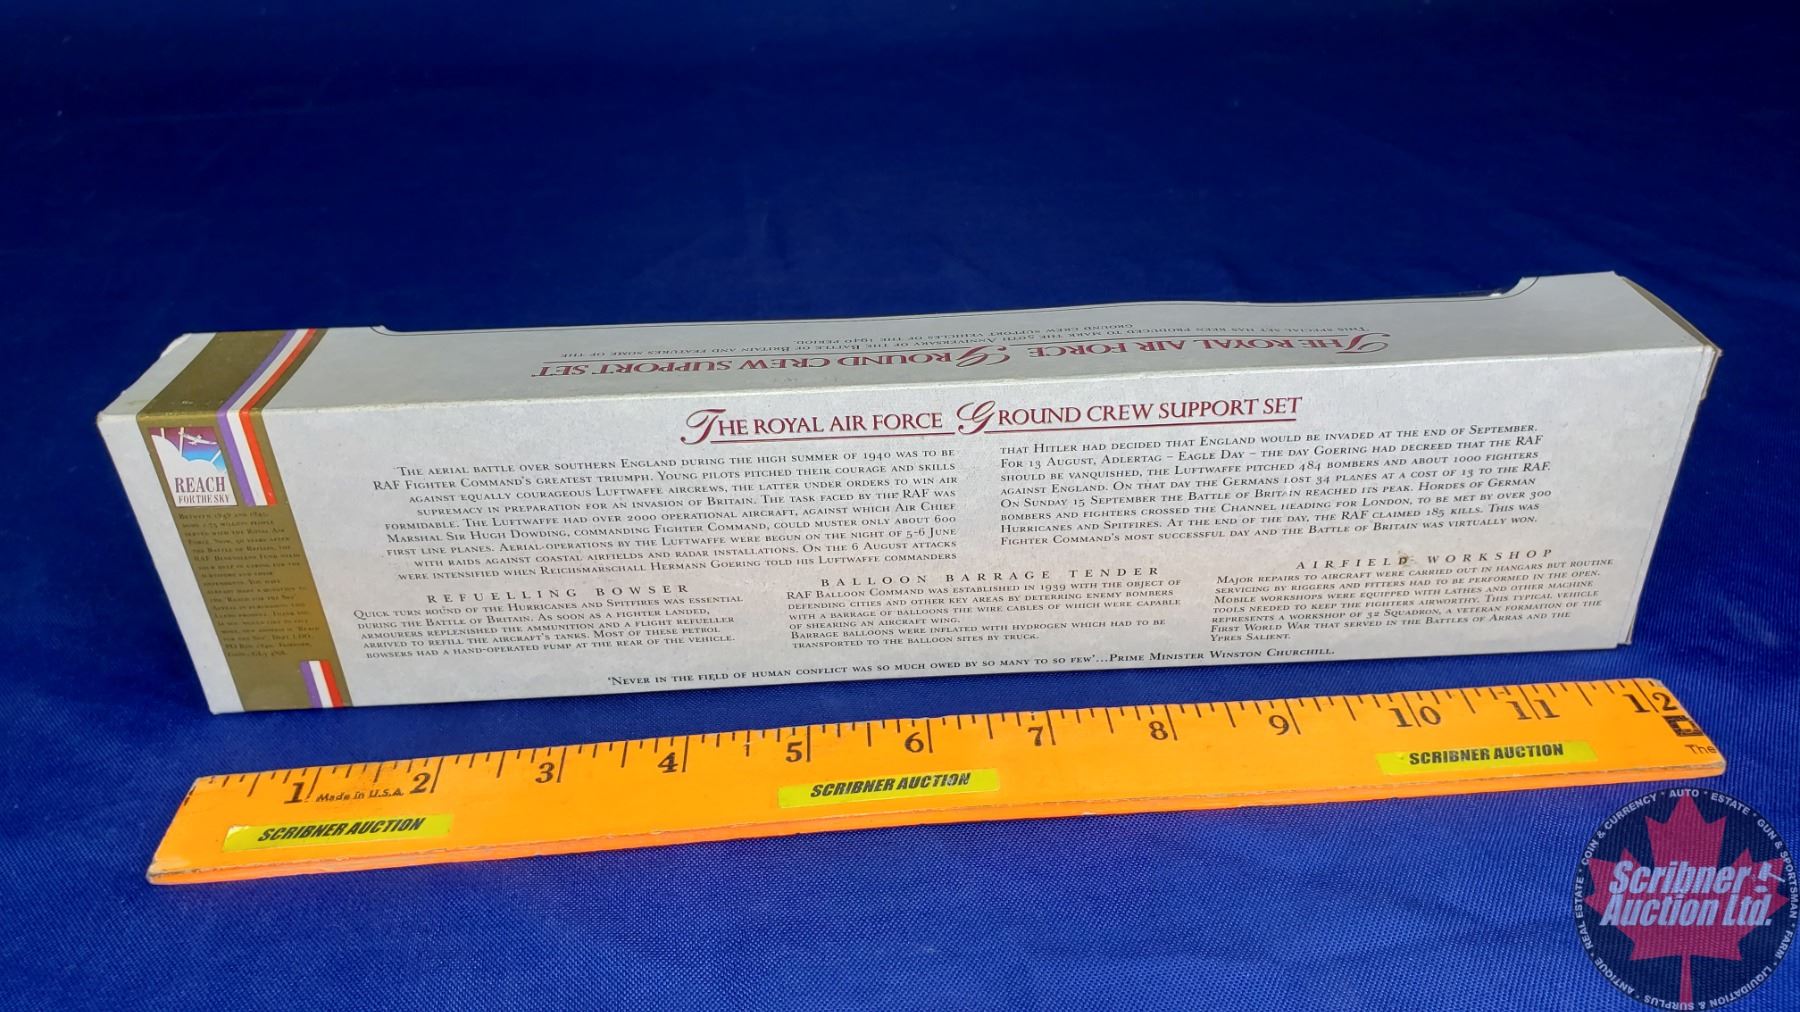 THE ROYAL AIR FORCE GROUND CREW SUPPORT SET
THIS SPECIAL SET HAS BEEN PRODUCED TO MARK THE 50TH ANNIVERSARY OF THE BATTLE OF BRITAIN AND FEATURES SOME OF THE
GROUND CREW SUPPORT VEHICLES OF THE 1940 PERIOD.
THE ROYAL AIR FORCE GROUND CREW SUPPORT SET
REACH
FOR THE SKY
THE AERIAL BATTLE OVER SOUTHERN ENGLAND DURING THE HIGH SUMMER OF 1940 WAS TO BE
RAF FIGHTER COMMAND'S GREATEST TRIUMPH. YOUNG PILOTS PITCHED THEIR COURAGE AND SKILLS
AGAINST EQUALLY COURAGEOUS LUFTWAFFE AIRCREWS, THE LATTER UNDER ORDERS TO WIN AIR
SUPREMACY IN PREPARATION FOR AN INVASION OF BRITAIN. THE TASK FACED BY THE RAF WAS
FORMIDABLE. THE LUFTWAFFE HAD OVER 2000 OPERATIONAL AIRCRAFT, AGAINST WHICH AIR CHIEF
MARSHAL SIR HUGH DOWDING, COMMANDING FIGHTER COMMAND, COULD MUSTER ONLY ABOUT 600
FIRST LINE PLANES. AERIAL-OPERATIONS BY THE LUFTWAFFE WERE BEGUN ON THE NIGHT OF 5-6 JUNE
WITH RAIDS AGAINST COASTAL AIRFIELDS AND RADAR INSTALLATIONS. ON THE 6 AUGUST ATTACKS
WERE INTENSIFIED WHEN REICHSMARSCHALL HERMANN GOERING TOLD HIS LUFTWAFFE COMMANDERS
THAT HITLER HAD DECIDED THAT ENGLAND WOULD BE INVADED AT THE END OF SEPTEMBER.
FOR 13 AUGUST, ADLERTAG – EAGLE DAY – THE DAY GOERING HAD DECREED THAT THE RAF
SHOULD BE VANQUISHED, THE LUFTWAFFE PITCHED 484 BOMBERS AND ABOUT 1000 FIGHTERS
AGAINST ENGLAND. ON THAT DAY THE GERMANS LOST 34 PLANES AT A COST OF 13 TO THE RAF.
ON SUNDAY 15 SEPTEMBER THE BATTLE OF BRITAIN REACHED ITS PEAK. HORDES OF GERMAN
BOMBERS AND FIGHTERS CROSSED THE CHANNEL HEADING FOR LONDON, TO BE MET BY OVER 300
HURRICANES AND SPITFIRES. AT THE END OF THE DAY, THE RAF CLAIMED 185 KILLS. THIS WAS
FIGHTER COMMAND'S MOST SUCCESSFUL DAY AND THE BATTLE OF BRITAIN WAS VIRTUALLY WON.
REFUELLING BOWSER
QUICK TURN ROUND OF THE HURRICANES AND SPITFIRES WAS ESSENTIAL
DURING THE BATTLE OF BRITAIN. AS SOON AS A FIGHTER LANDED,
ARMOURERS REPLENISHED THE AMMUNITION AND A FLIGHT REFUELLER
ARRIVED TO REFILL THE AIRCRAFT'S TANKS. MOST OF THESE PETROL
BOWSERS HAD A HAND-OPERATED PUMP AT THE REAR OF THE VEHICLE.
BALLOON BARRAGE TENDER
RAF BALLOON COMMAND WAS ESTABLISHED IN 1939 WITH THE OBJECT OF
DEFENDING CITIES AND OTHER KEY AREAS BY DETERRING ENEMY BOMBERS
WITH A BARRAGE OF BALLOONS THE WIRE CABLES OF WHICH WERE CAPABLE
OF SHEARING AN AIRCRAFT WING.
BARRAGE BALLOONS WERE INFLATED WITH HYDROGEN WHICH HAD TO BE
TRANSPORTED TO THE BALLOON SITES BY TRUCK.
AIRFIELD WORKSHOP
MAJOR REPAIRS TO AIRCRAFT WERE CARRIED OUT IN HANGARS BUT ROUTINE
SERVICING BY RIGGERS AND FITTERS HAD TO BE PERFORMED IN THE OPEN.
MOBILE WORKSHOPS WERE EQUIPPED WITH LATHES AND OTHER MACHINE
TOOLS NEEDED TO KEEP THE FIGHTERS AIRWORTHY. THIS TYPICAL VEHICLE
REPRESENTS A WORKSHOP OF 32 SQUADRON, A VETERAN FORMATION OF THE
FIRST WORLD WAR THAT SERVED IN THE BATTLES OF ARRAS AND THE
YPRES SALIENT.
'NEVER IN THE FIELD OF HUMAN CONFLICT WAS SO MUCH OWED BY SO MANY TO SO FEW'...PRIME MINISTER WINSTON CHURCHILL.
1 2 3 4 5 6 7 8 9 10 11 12
Made in U.S.A.
The
SCRIBNER AUCTION
SCRIBNER AUCTION
SCRIBNER AUCTION
Scribner
Auction Ltd.
ANTIQUE * REAL ESTATE * COIN & CURRENCY * AUTO * ESTATE * GUN & SPORTSMAN * FARM * LIQUIDATION & SURPLUS *